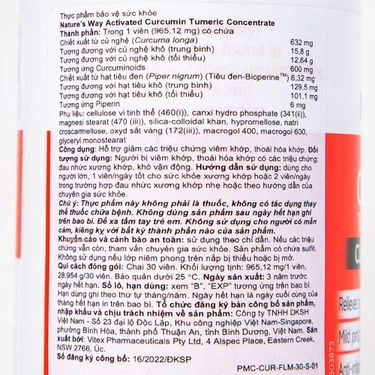 Thực phẩm bảo vệ sức khỏe
Nature's Way Activated Curcumin Tumeric Concentrate
Thành phần: Trong 1 viên (965,12 mg) có chứa
Chiết xuất từ củ nghệ (Curcuma longa) 632 mg
Tương đương với củ nghệ khô (trung bình) 15,8 g
Tương đương với củ nghệ khô (tối thiểu) 12,64 g
Tương ứng Curcuminoids 600 mg
Chiết xuất từ hạt tiêu đen (Piper nigrum) (Tiêu đen-Bioperine) 6,32 mg
Tương đương với hạt tiêu khô (trung bình) 129,5 mg
Tương đương với hạt tiêu khô (tối thiểu) 101,1 mg
Tương ứng Piperin 6 mg
Phụ liệu: cellulose vi tinh thể (460(i)), canxi hydro phosphate (341(ii)),
magnesi stearat (470 (iii)), silica-colloidal khan, hypromellose, natri
croscarmellose, oxyd sắt vàng (172(iii)), macrogol 400, macrogol 600,
glyceryl monostearat
Công dụng: Hỗ trợ giảm các triệu chứng viêm khớp, thoái hóa khớp. Đối
tượng sử dụng: Người bị viêm khớp, thoái hóa khớp có các triệu chứng
đau, sưng xương khớp, khó vận động. Hướng dẫn sử dụng: dùng cho
người lớn, 1 viên/ngày tốt cho sức khỏe xương khớp hoặc 2 viên/ngày
trong trường hợp đau nhức xương khớp nhẹ hoặc theo hướng dẫn của
chuyên gia sức khỏe.
Chú ý: Thực phẩm này không phải là thuốc, không có tác dụng thay
thế thuốc chữa bệnh. Không dùng sản phẩm sau ngày hết hạn ghi
trên bao bì. Để xa tầm tay trẻ em. Không sử dụng cho người có mẫn
cảm, kiêng kỵ với bất kỳ thành phần nào của sản phẩm.
Khuyến cáo và cảnh báo an toàn: sử dụng theo chỉ dẫn. Nếu các triệu
chứng vẫn còn, tham vấn chuyên gia sức khỏe. Sản phẩm có chứa sulfit.
Không sử dụng nếu lớp niêm phong trên nắp bị thiếu hoặc bị mở.
Qui cách đóng gói: Chai 30 viên. Khối lượng: 965,12 mg/1 viên,
28,954 g/30 viên. Bảo quản dưới 25 °C. Ngày sản xuất: 3 năm trước
ngày hết hạn. Số lô, hạn dùng: xem "B", "EXP" tương ứng trên bao bì.
Hạn dùng ghi theo thứ tự tháng/năm. Ngày hết hạn là ngày cuối cùng của
tháng hết hạn in trên bao bì. Tổ chức đăng ký bản công bố sản phẩm,
nhập khẩu và chịu trách nhiệm về sản phẩm: Công ty TNHH DKSH
Việt Nam - Số 23 đại lộ Độc Lập, Khu công nghiệp Việt Nam-Singapore,
phường Bình Hòa, thành phố Thuận An, tỉnh Bình Dương, Việt Nam. Sản
xuất bởi: Vitex Pharmaceuticals Pty Ltd, 4 Alspec Place, Eastern Creek,
NSW 2766, Australia
Số đăng ký công bố: 16/2022/ĐKSP
PMC-CUR-FLM-30-S-01